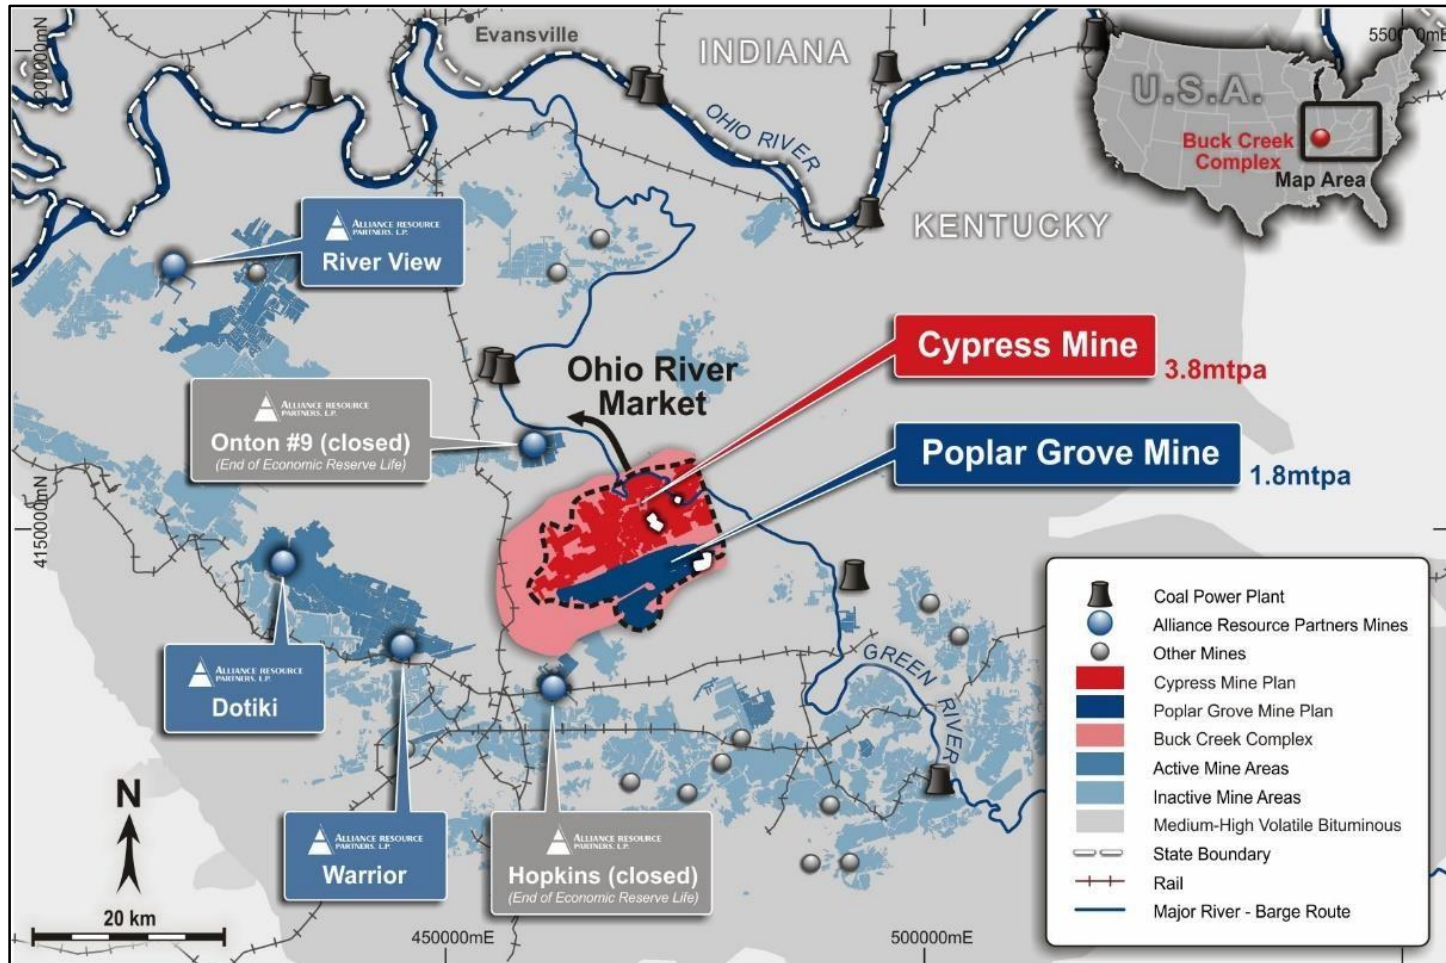 Evansville
INDIANA
OHIO RIVER
KENTUCKY
550000mE
4200000mN
U.S.A.
Buck Creek
Complex
Map Area
ALLIANCE RESOURCE
PARTNERS, L.P.
River View
Cypress Mine
3.8mtpa
Ohio River
Market
ALLIANCE RESOURCE
PARTNERS, L.P.
Onton #9 (closed)
(End of Economic Reserve Life)
Poplar Grove Mine
1.8mtpa
4150000mN
ALLIANCE RESOURCE
PARTNERS, L.P.
Dotiki
GREEN RIVER
ALLIANCE RESOURCE
PARTNERS, L.P.
Warrior
ALLIANCE RESOURCE
PARTNERS, L.P.
Hopkins (closed)
(End of Economic Reserve Life)
N
20 km
450000mE
500000mE
Coal Power Plant
Alliance Resource Partners Mines
Other Mines
Cypress Mine Plan
Poplar Grove Mine Plan
Buck Creek Complex
Active Mine Areas
Inactive Mine Areas
Medium-High Volatile Bituminous
State Boundary
Rail
Major River - Barge Route